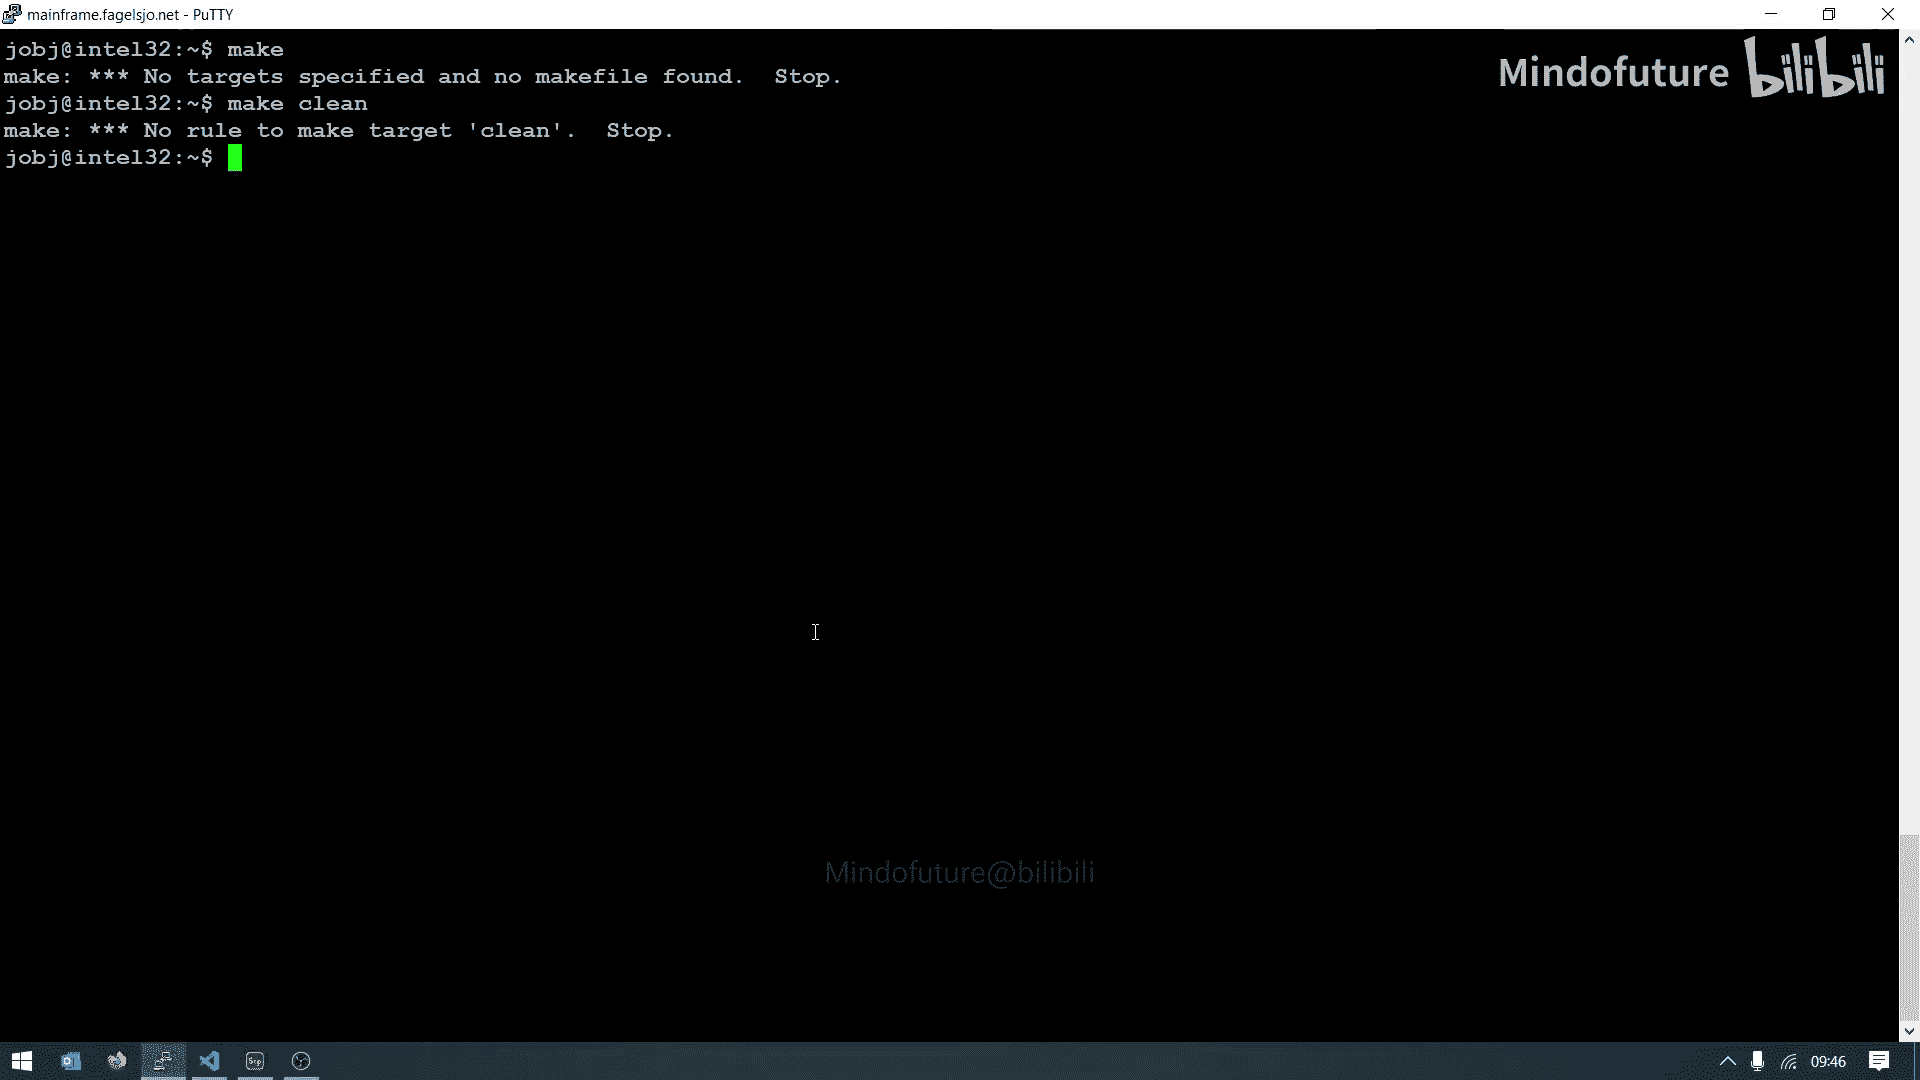 mainframe.fagelsjo.net - PuTTY
jobj@intel32:~$ make
make: *** No targets specified and no makefile found.  Stop.
jobj@intel32:~$ make clean
make: *** No rule to make target 'clean'.  Stop.
jobj@intel32:~$
Mindofuture bilibili
Mindofuture@bilibili
09:46